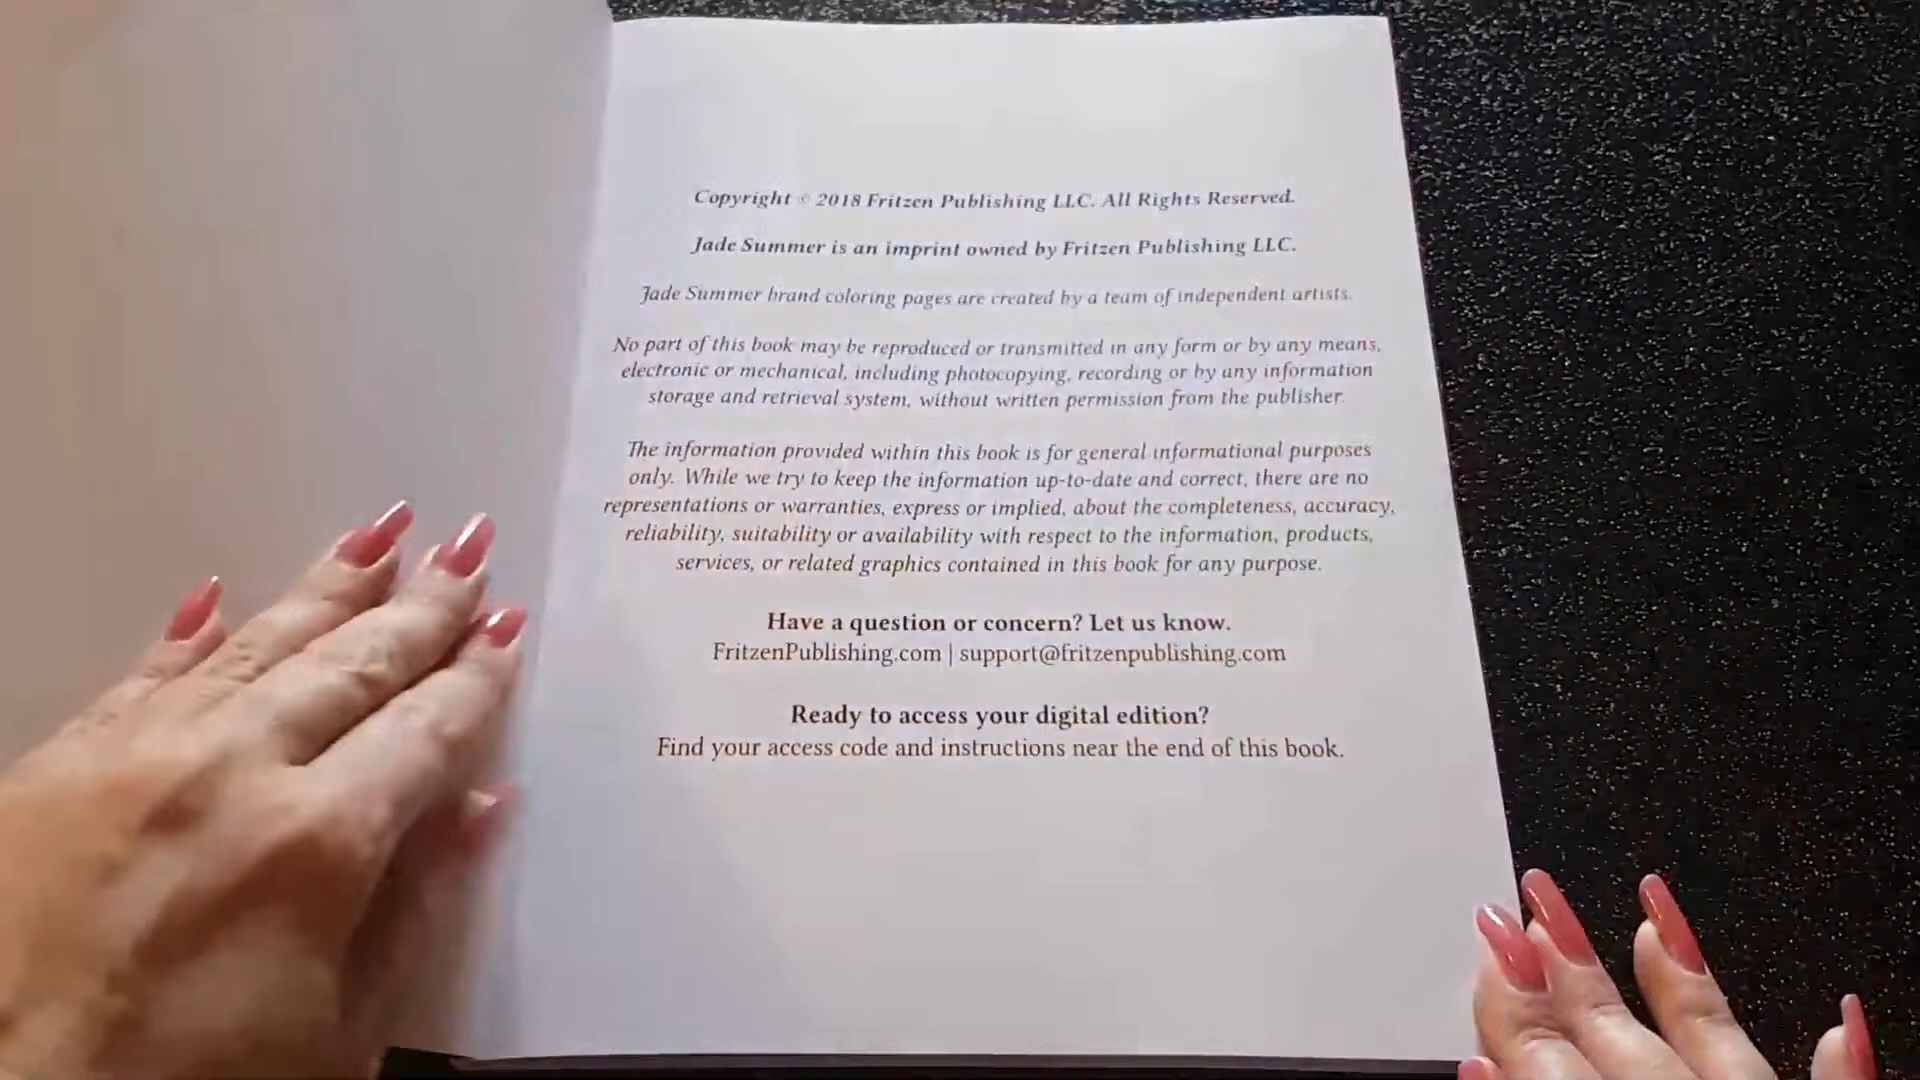 Copyright © 2018 Fritzen Publishing LLC. All Rights Reserved.
Jade Summer is an imprint owned by Fritzen Publishing LLC.
Jade Summer brand coloring pages are created by a team of independent artists.
No part of this book may be reproduced or transmitted in any form or by any means,
electronic or mechanical, including photocopying, recording or by any information
storage and retrieval system, without written permission from the publisher.
The information provided within this book is for general informational purposes
only. While we try to keep the information up-to-date and correct, there are no
representations or warranties, express or implied, about the completeness, accuracy,
reliability, suitability or availability with respect to the information, products,
services, or related graphics contained in this book for any purpose.
Have a question or concern? Let us know.
FritzenPublishing.com | support@fritzenpublishing.com
Ready to access your digital edition?
Find your access code and instructions near the end of this book.